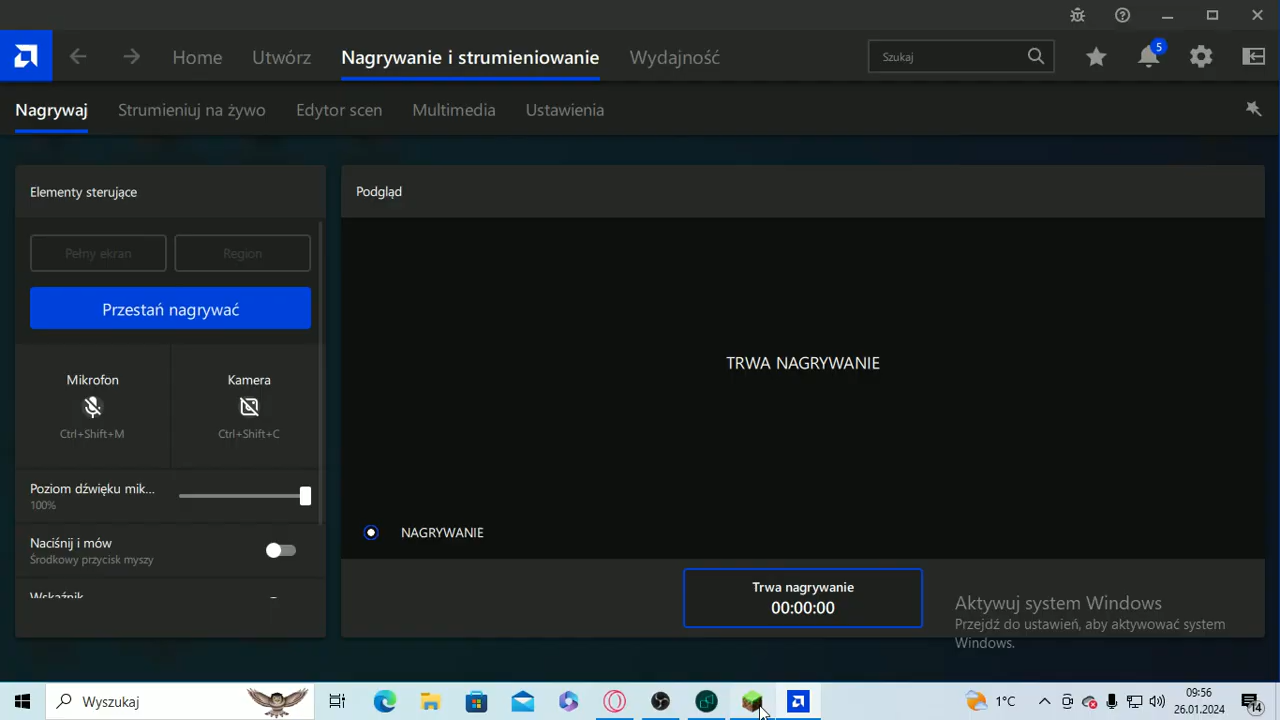 Home
Utwórz
Nagrywanie i strumieniowanie
Wydajność
Szukaj
5
Nagrywaj
Strumieniuj na żywo
Edytor scen
Multimedia
Ustawienia
Elementy sterujące
Pełny ekran
Region
Przestań nagrywać
Mikrofon
Ctrl+Shift+M
Kamera
Ctrl+Shift+C
Poziom dźwięku mik...
100%
Naciśnij i mów
Środkowy przycisk myszy
Wskaźnik
Podgląd
TRWA NAGRYWANIE
NAGRYWANIE
Trwa nagrywanie
00:00:00
Aktywuj system Windows
Przejdź do ustawień, aby aktywować system
Windows.
Wyszukaj
1°C
09:56
26.01.2024
14